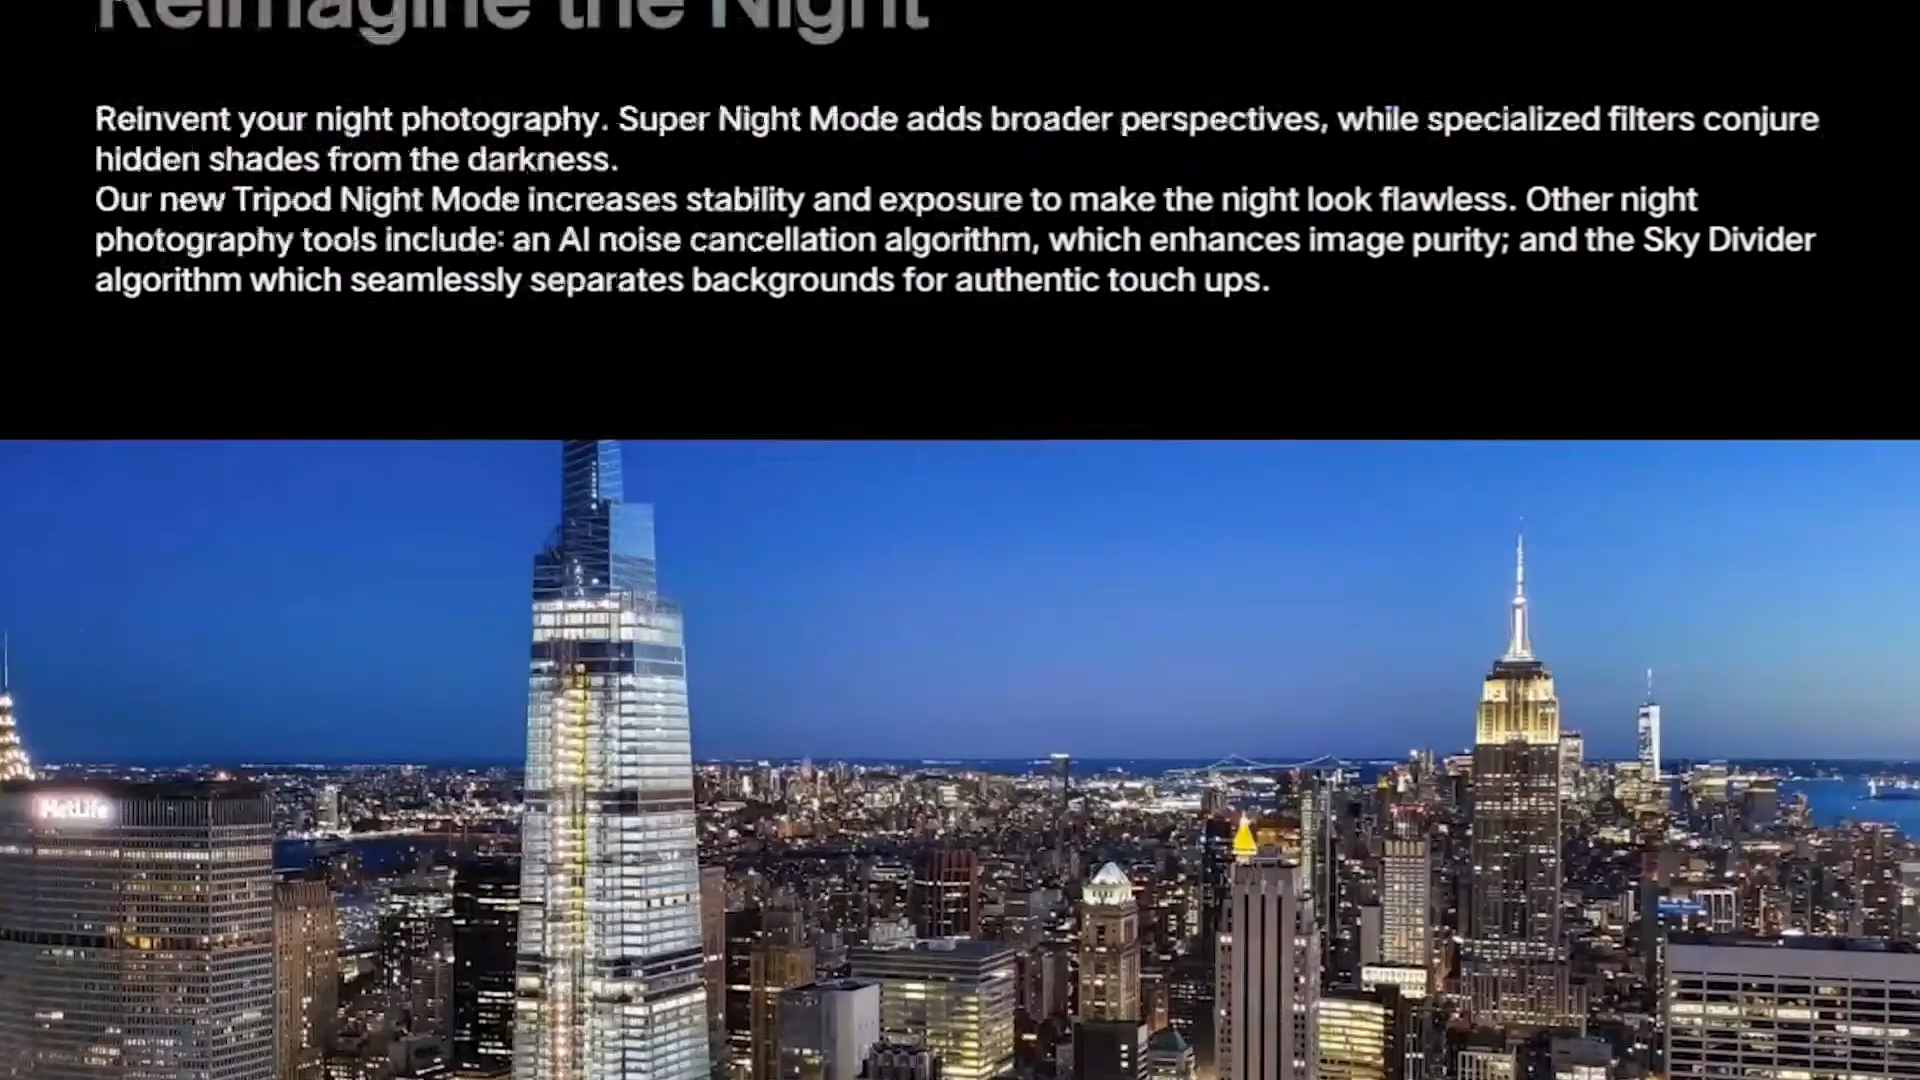 Reimagine the Night
Reinvent your night photography. Super Night Mode adds broader perspectives, while specialized filters conjure
hidden shades from the darkness.
Our new Tripod Night Mode increases stability and exposure to make the night look flawless. Other night
photography tools include: an AI noise cancellation algorithm, which enhances image purity; and the Sky Divider
algorithm which seamlessly separates backgrounds for authentic touch ups.
MetLife